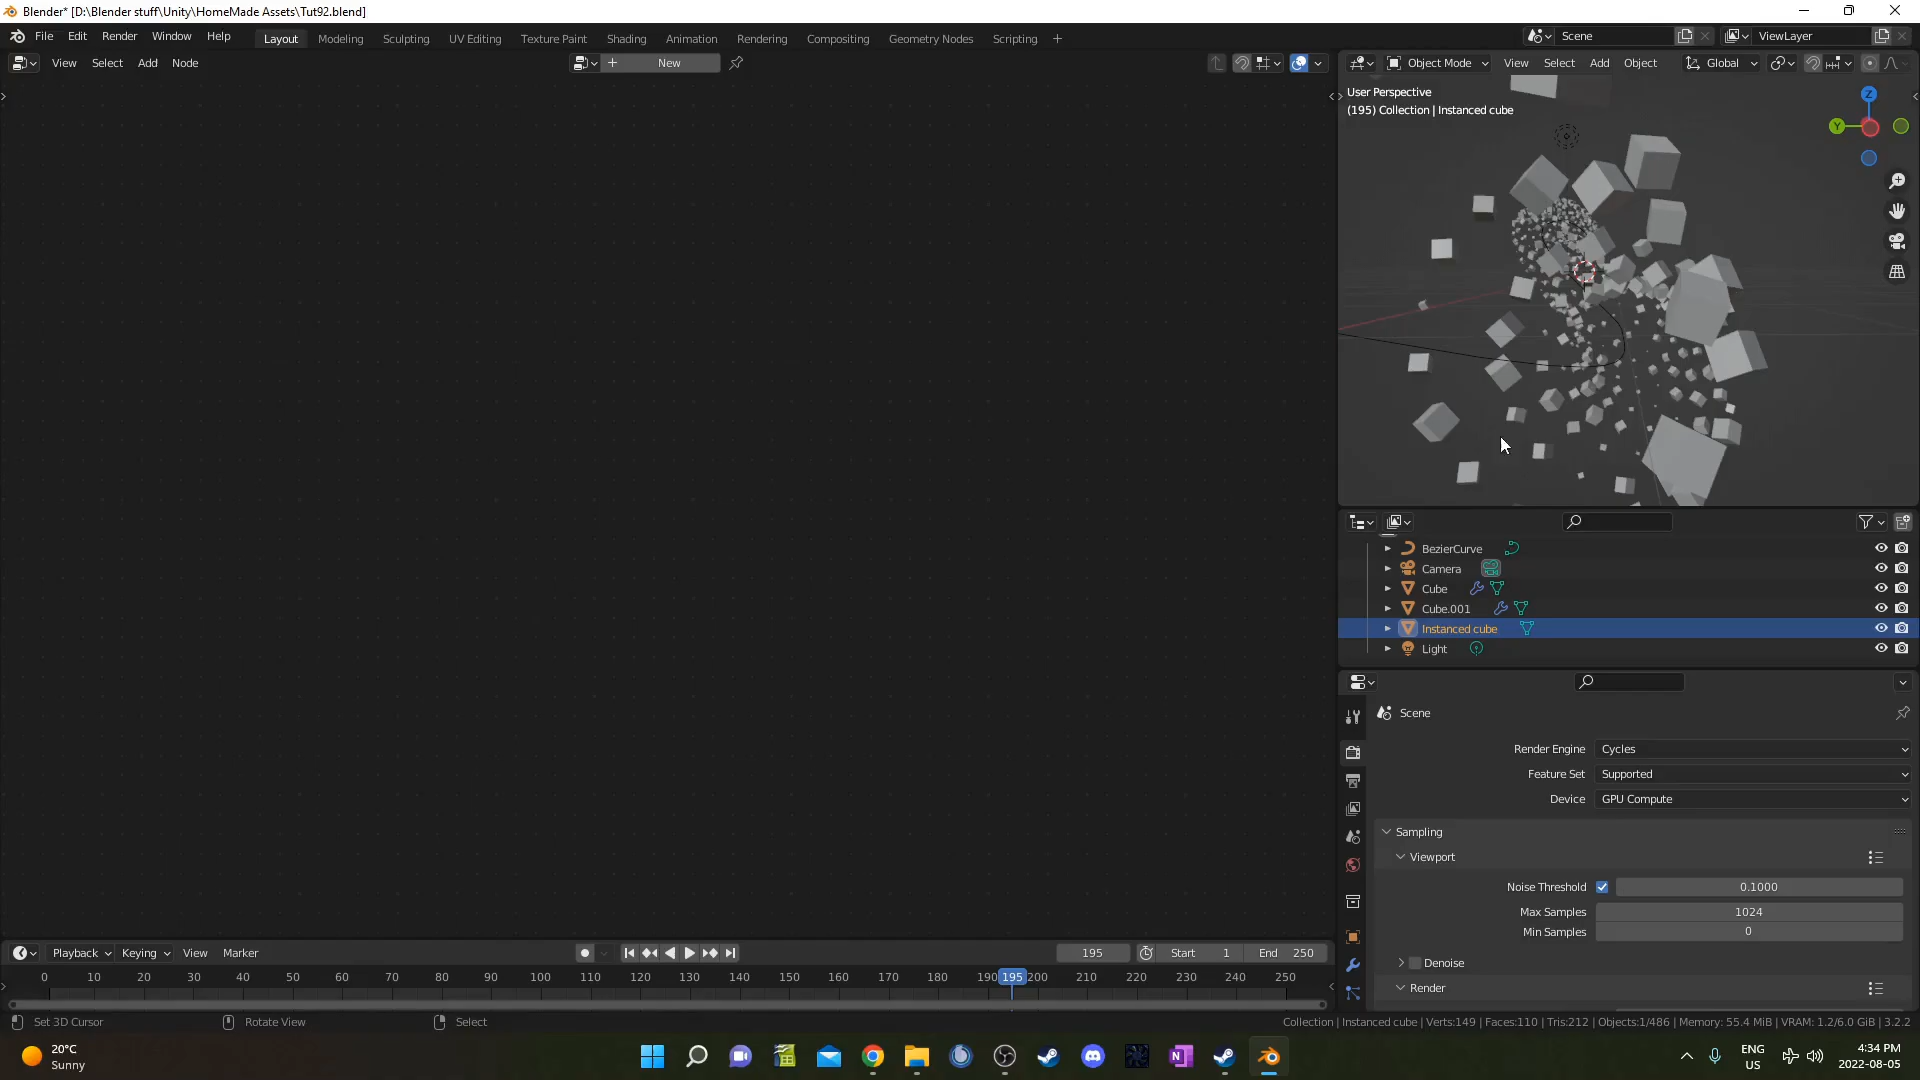 Blender* [D:\Blender stuff\Unity\HomeMade Assets\Tut92.blend]
File Edit Render Window Help Layout Modeling Sculpting UV Editing Texture Paint Shading Animation Rendering Compositing Geometry Nodes Scripting + Scene ViewLayer
View Select Add Node + New Object Mode View Select Add Object Global
User Perspective
(195) Collection | Instanced cube
Z
Y
BezierCurve
Camera
Cube
Cube.001
Instanced cube
Light
Scene
Render Engine Cycles
Feature Set Supported
Device GPU Compute
Sampling
Viewport
Noise Threshold 0.1000
Max Samples 1024
Min Samples 0
Denoise
Render
Playback Keying View Marker 195 Start 1 End 250
0 10 20 30 40 50 60 70 80 90 100 110 120 130 140 150 160 170 180 190 195 200 210 220 230 240 250
Set 3D Cursor Rotate View Select Collection | Instanced cube | Verts:149 | Faces:110 | Tris:212 | Objects:1/486 | Memory: 55.4 MiB | VRAM: 1.2/6.0 GiB | 3.2.2
20°C
Sunny
ENG
US
4:34 PM
2022-08-05